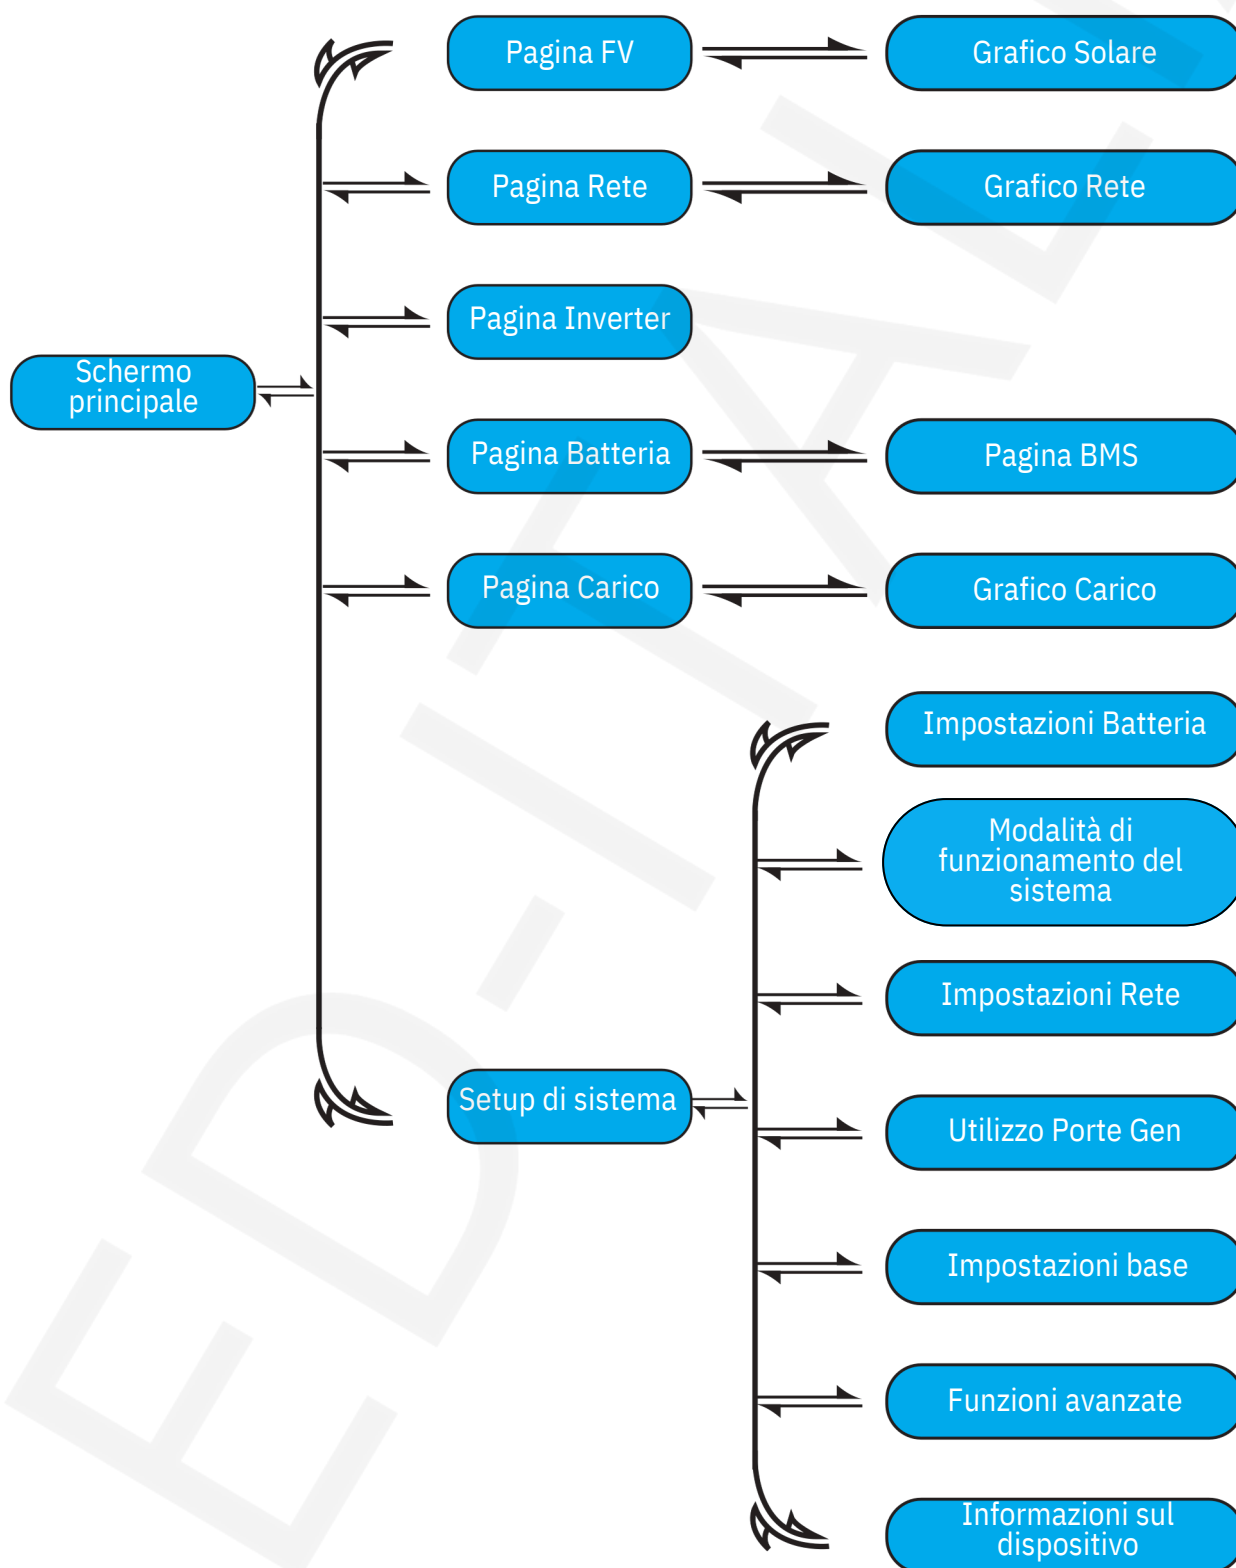 Pagina FV
Grafico Solare
Pagina Rete
Grafico Rete
Pagina Inverter
Schermo
principale
Pagina Batteria
Pagina BMS
Pagina Carico
Grafico Carico
Impostazioni Batteria
Modalità di
funzionamento del
sistema
Impostazioni Rete
Setup di sistema
Utilizzo Porte Gen
Impostazioni base
Funzioni avanzate
Informazioni sul
dispositivo
ED-ITALI